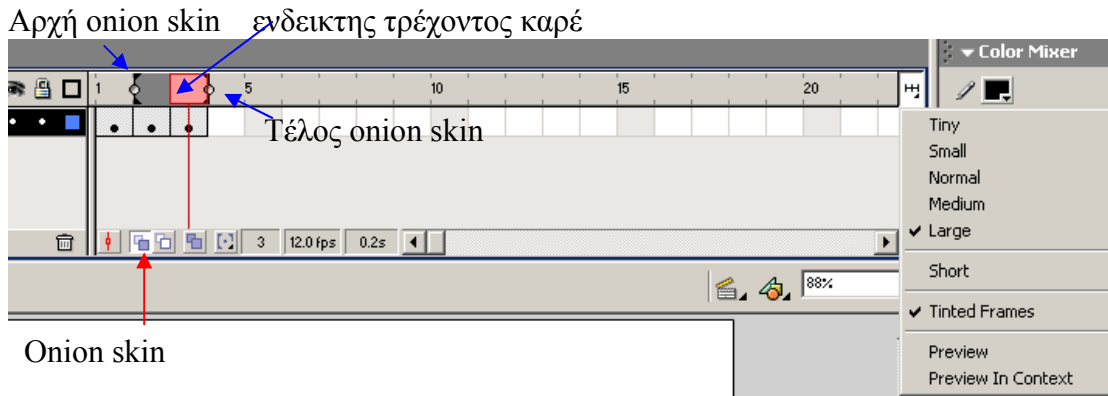 Αρχή onion skin ενδεικτης τρέχοντος καρέ
Color Mixer
1 5 10 15 20
Τέλος onion skin
Tiny
Small
Normal
Medium
Large
Short
Tinted Frames
Preview
Preview In Context
3 12.0 fps 0.2s
88%
Onion skin